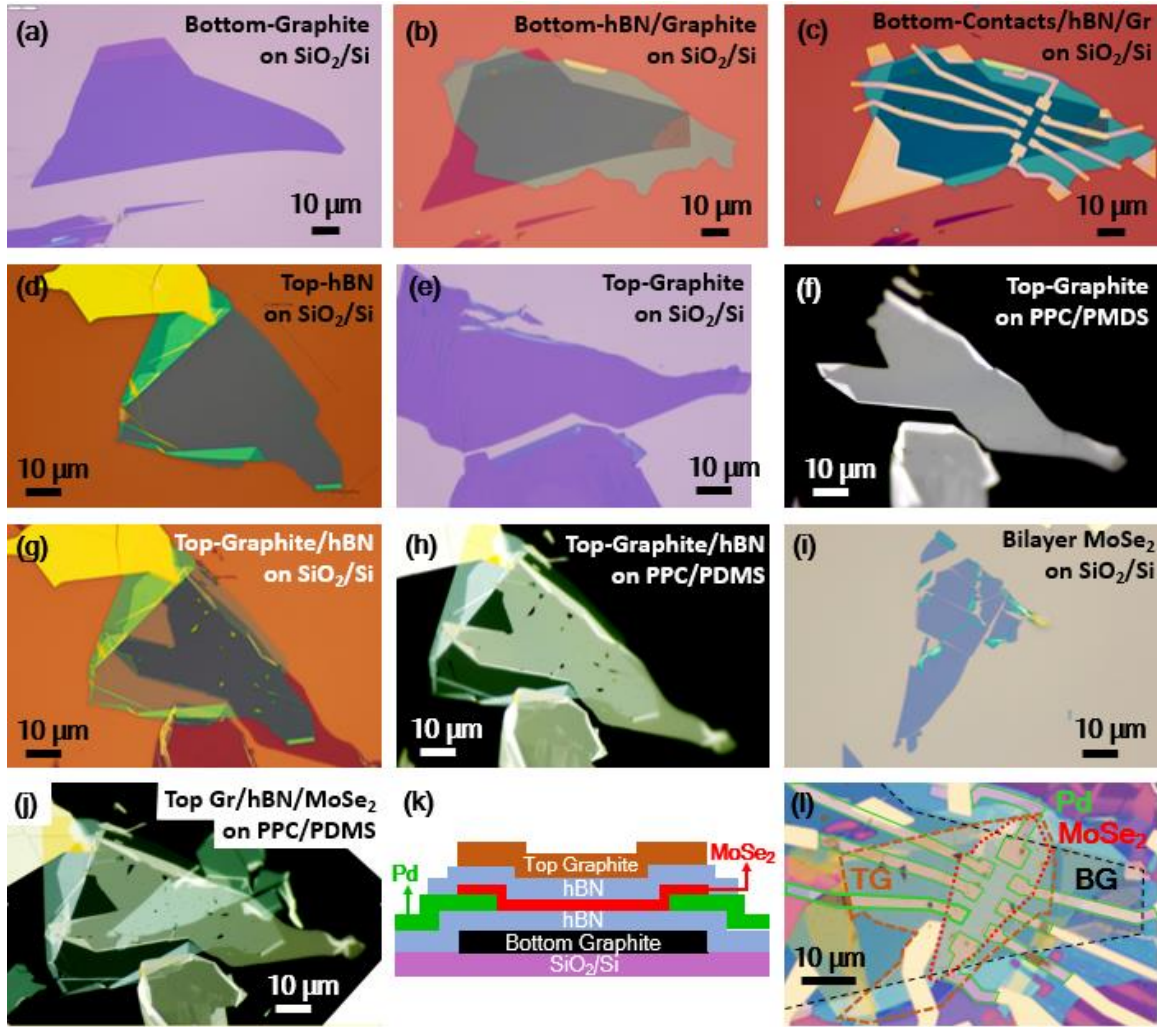 (a) Bottom-Graphite
on SiO₂/Si
10 µm
(b) Bottom-hBN/Graphite
on SiO₂/Si
10 µm
(c) Bottom-Contacts/hBN/Gr
on SiO₂/Si
10 µm
(d) Top-hBN
on SiO₂/Si
10 µm
(e) Top-Graphite
on SiO₂/Si
10 µm
(f) Top-Graphite
on PPC/PMDS
10 µm
(g) Top-Graphite/hBN
on SiO₂/Si
10 µm
(h) Top-Graphite/hBN
on PPC/PDMS
10 µm
(i) Bilayer MoSe₂
on SiO₂/Si
10 µm
(j) Top Gr/hBN/MoSe₂
on PPC/PDMS
10 µm
(k)
MoSe₂
Top Graphite
Pd
hBN
hBN
Bottom Graphite
SiO₂/Si
(l) Pd
MoSe₂
TG
BG
10 µm